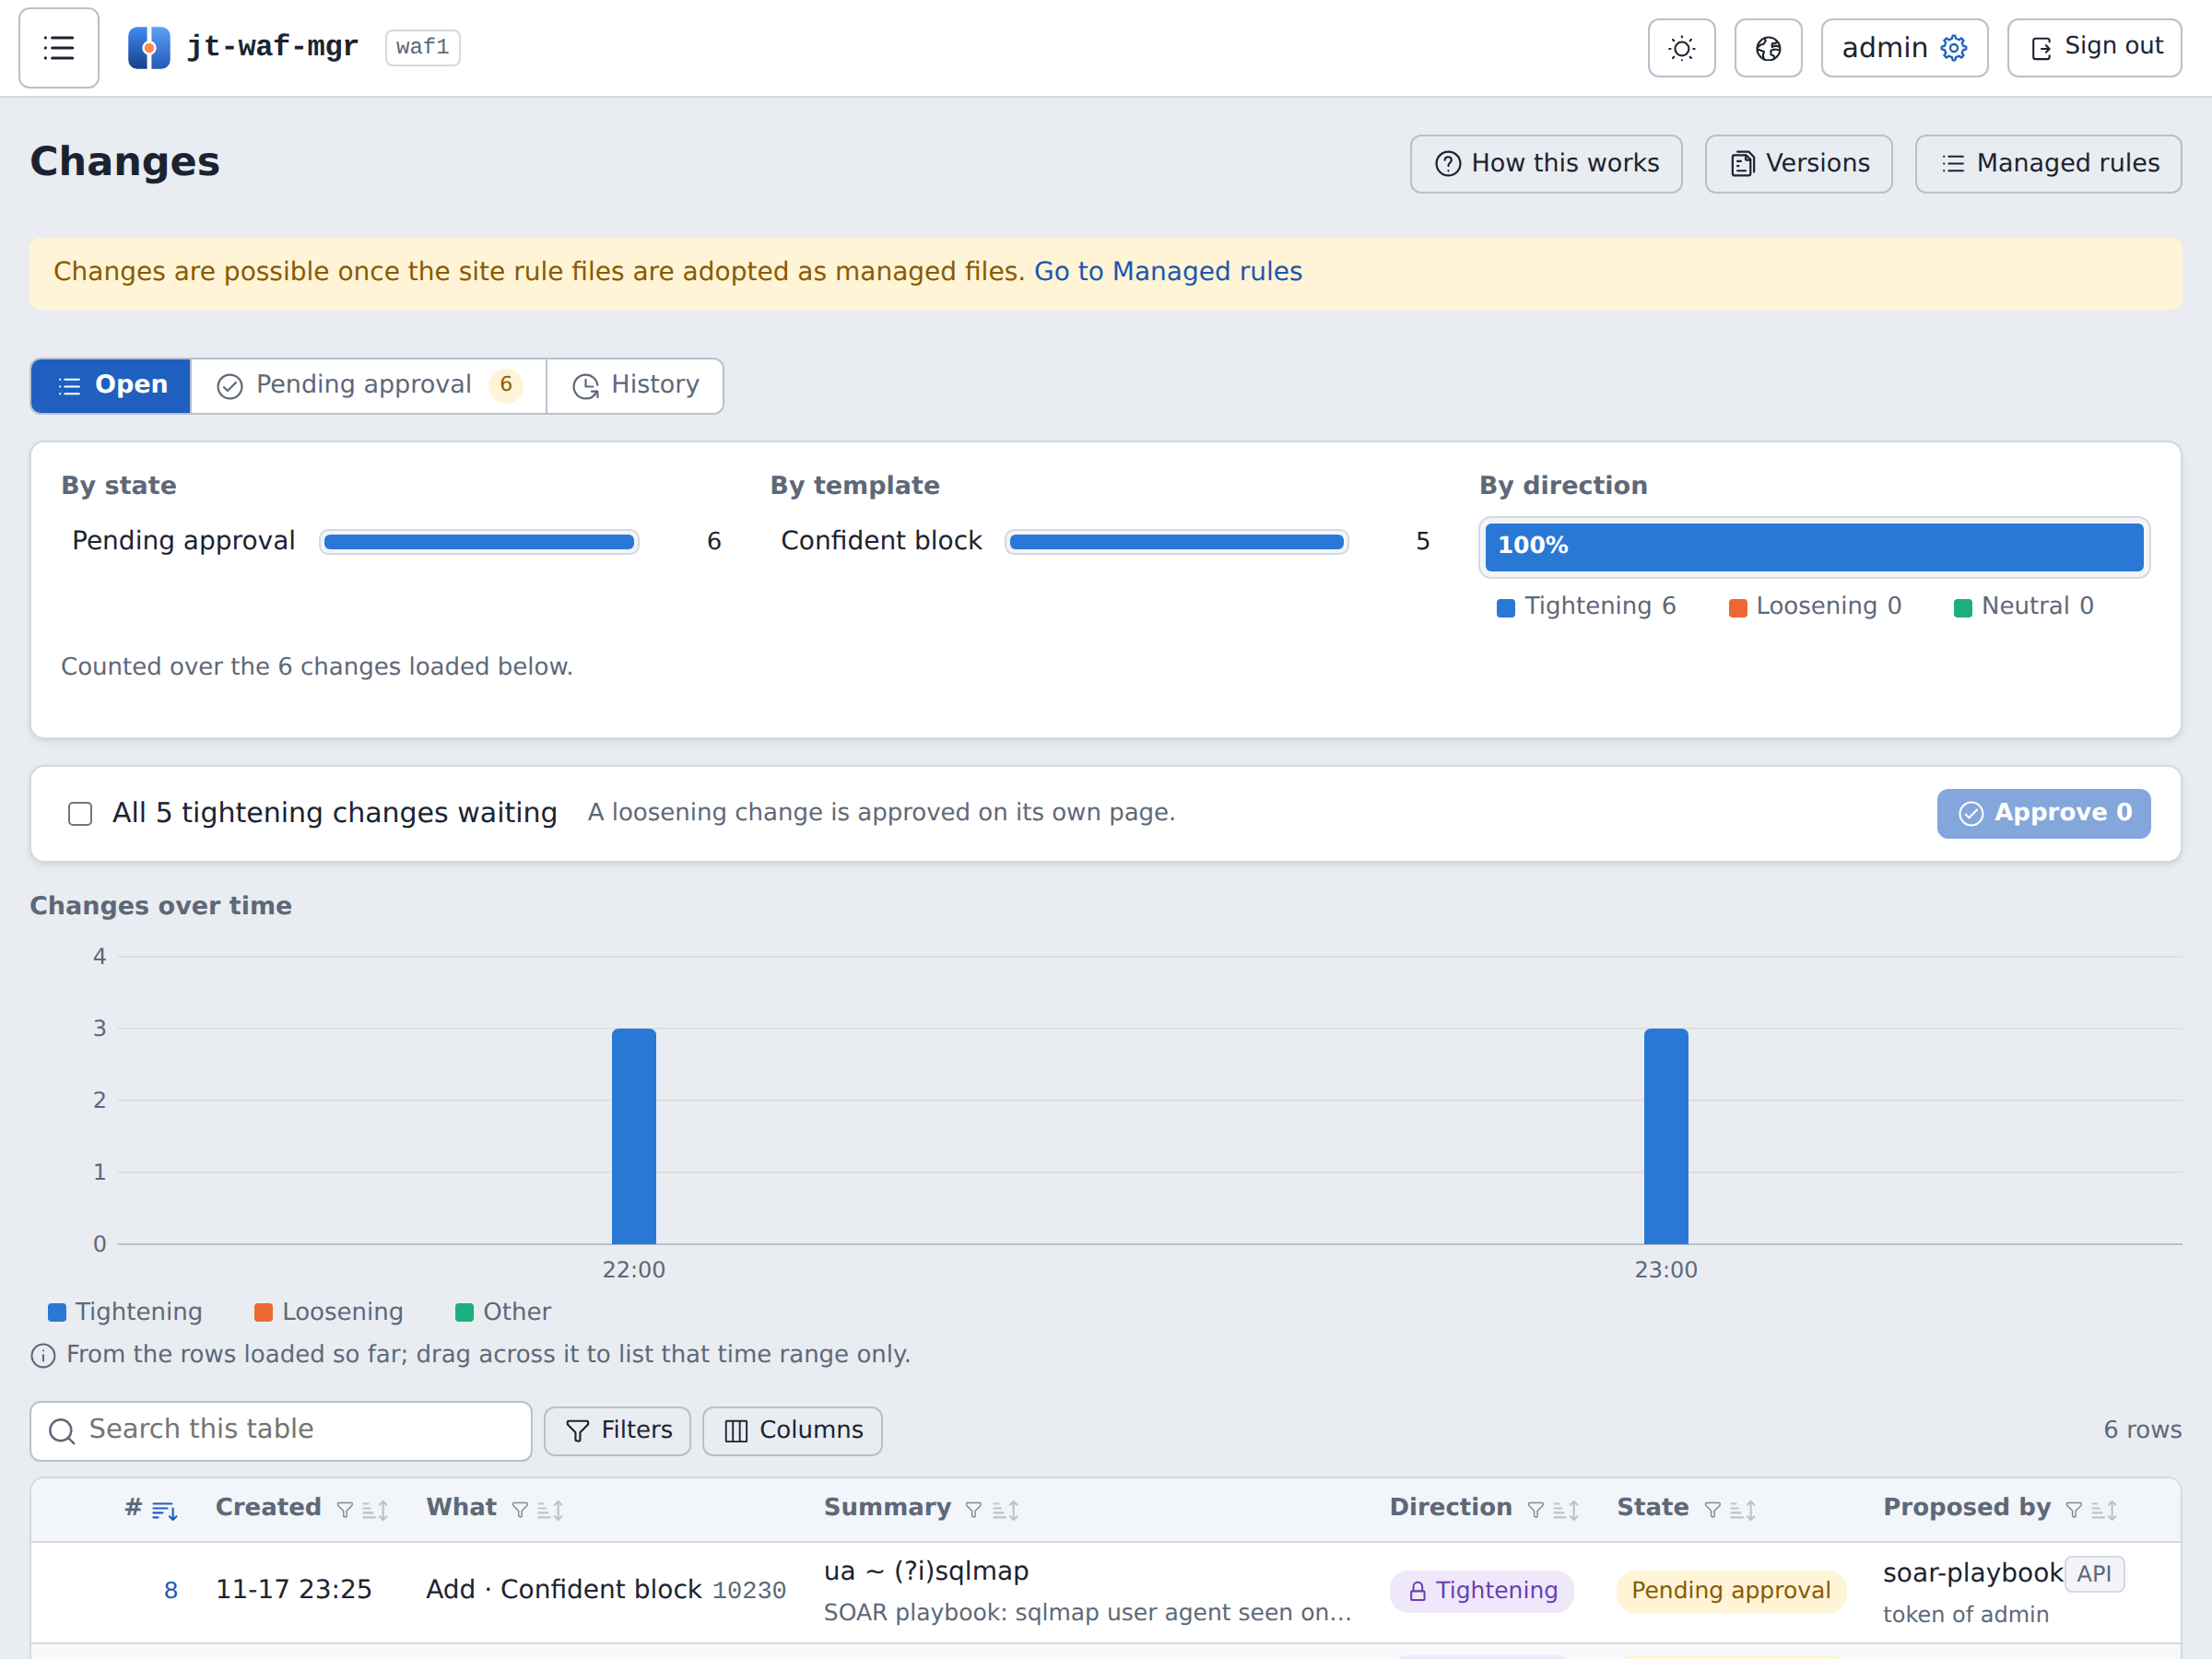 jt-waf-mgr waf1 admin Sign out
Changes How this works Versions Managed rules
Changes are possible once the site rule files are adopted as managed files. Go to Managed rules
Open Pending approval 6 History
By state By template By direction
Pending approval 6 Confident block 5 100%
Tightening 6 Loosening 0 Neutral 0
Counted over the 6 changes loaded below.
All 5 tightening changes waiting A loosening change is approved on its own page. Approve 0
Changes over time
4
3
2
1
0
22:00 23:00
Tightening Loosening Other
From the rows loaded so far; drag across it to list that time range only.
Search this table Filters Columns 6 rows
# Created What Summary Direction State Proposed by
8 11-17 23:25 Add · Confident block 10230 ua ~ (?i)sqlmap Tightening Pending approval soar-playbook API
SOAR playbook: sqlmap user agent seen on… token of admin